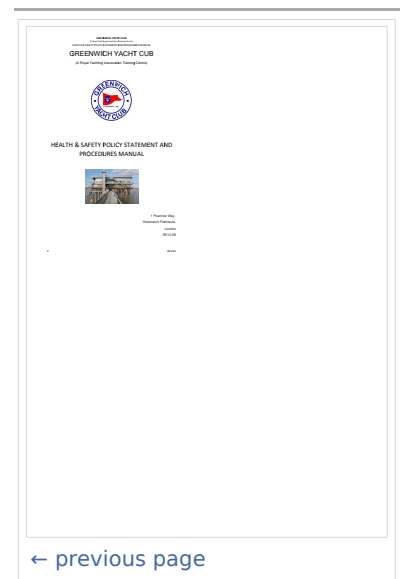 GREENWICH YACHT CUB
(A Royal Yachting Association Training Centre)
GREENWICH
YACHT CLUB
HEALTH & SAFETY POLICY STATEMENT AND
PROCEDURES MANUAL
1 Peartree Way,
Greenwich Peninsula,
London
← previous page